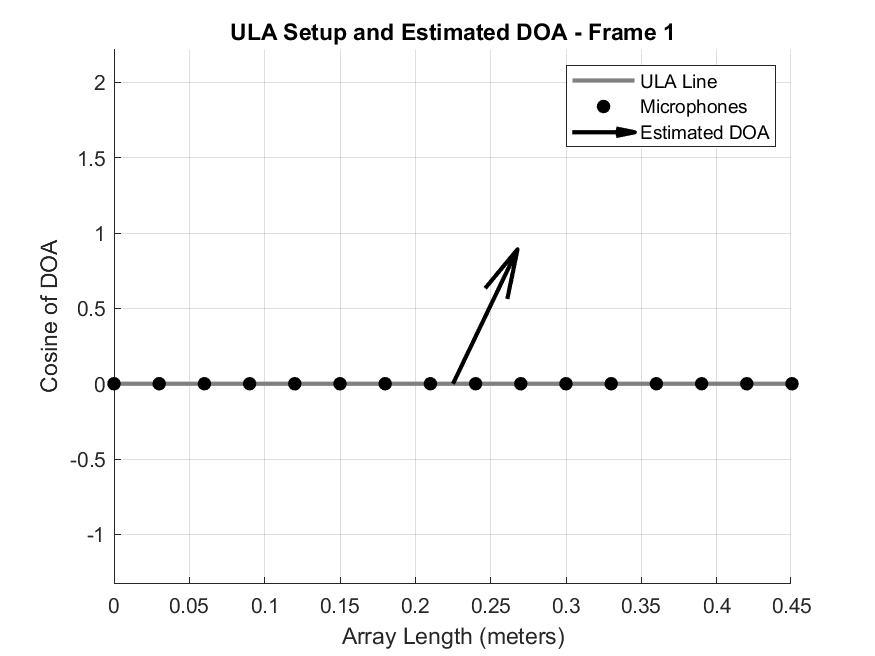 ULA Setup and Estimated DOA - Frame 1
ULA Line
Microphones
Estimated DOA
2
1.5
1
0.5
0
-0.5
-1
Cosine of DOA
0 0.05 0.1 0.15 0.2 0.25 0.3 0.35 0.4 0.45
Array Length (meters)